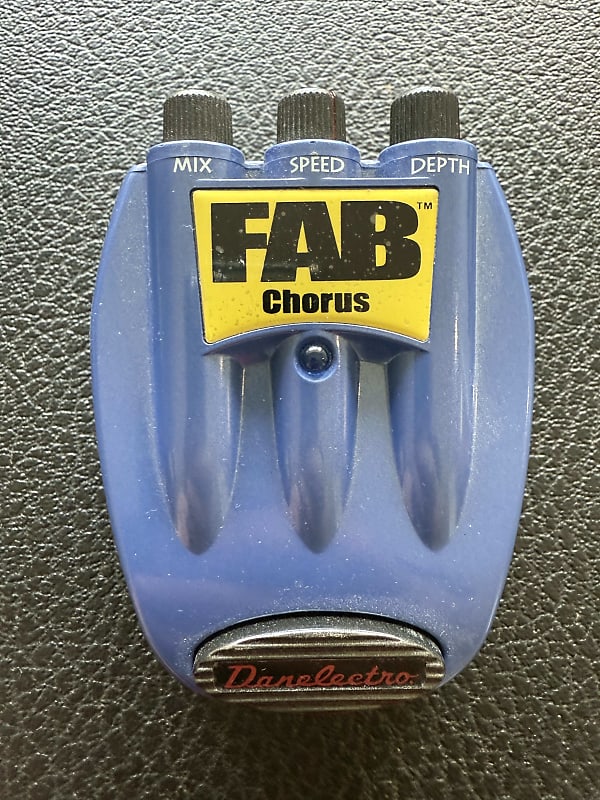 MIX SPEED DEPTH
FAB™
Chorus
Danelectro